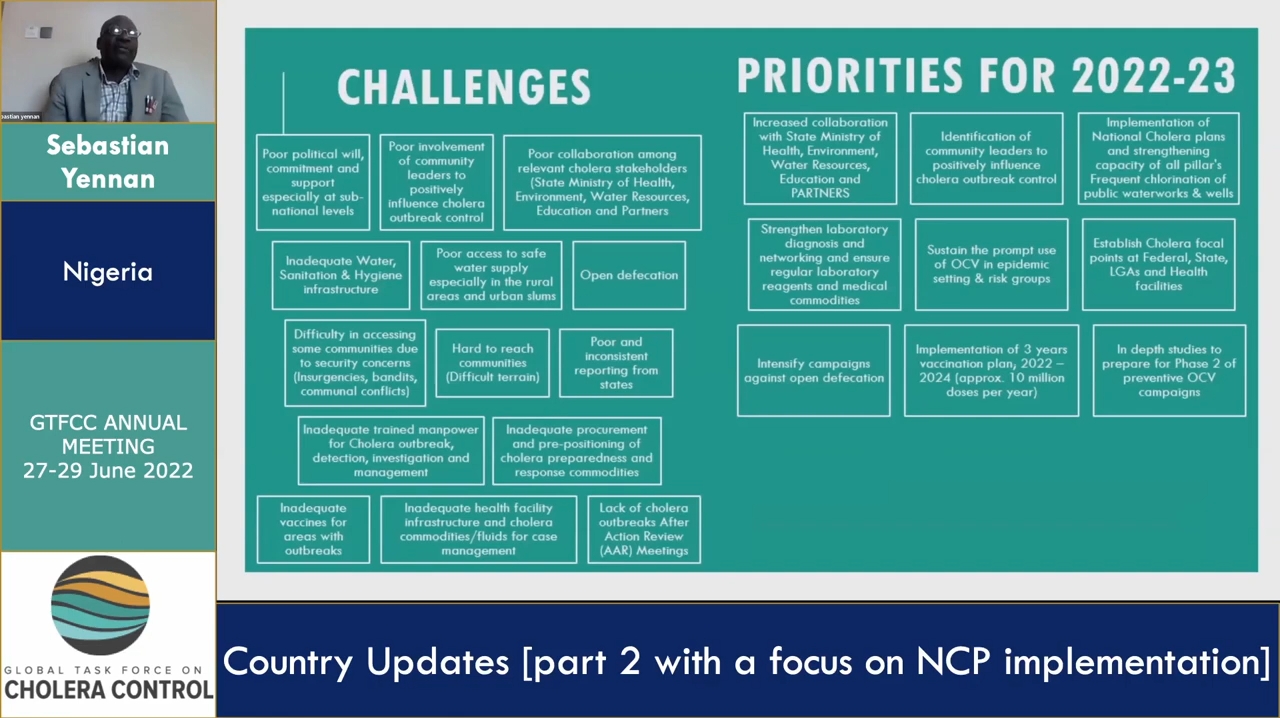 bastian yennan
Sebastian
Yennan
Nigeria
GTFCC ANNUAL
MEETING
27-29 June 2022
GLOBAL TASK FORCE ON
CHOLERA CONTROL
CHALLENGES
Poor political will,
commitment and
support
especially at sub-
national levels
Poor involvement
of community
leaders to
positively
influence cholera
outbreak control
Poor collaboration among
relevant cholera stakeholders
(State Ministry of Health,
Environment, Water Resources,
Education and Partners
Inadequate Water,
Sanitation & Hygiene
infrastructure
Poor access to safe
water supply
especially in the rural
areas and urban slums
Open defecation
Difficulty in accessing
some communities due
to security concerns
(Insurgencies, bandits,
communal conflicts)
Hard to reach
communities
(Difficult terrain)
Poor and
inconsistent
reporting from
states
Inadequate trained manpower
for Cholera outbreak,
detection, investigation and
management
Inadequate procurement
and pre-positioning of
cholera preparedness and
response commodities
Inadequate
vaccines for
areas with
outbreaks
Inadequate health facility
infrastructure and cholera
commodities/fluids for case
management
Lack of cholera
outbreaks After
Action Review
(AAR) Meetings
PRIORITIES FOR 2022-23
Increased collaboration
with State Ministry of
Health, Environment,
Water Resources,
Education and
PARTNERS
Identification of
community leaders to
positively influence
cholera outbreak control
Implementation of
National Cholera plans
and strengthening
capacity of all pillar's
Frequent chlorination of
public waterworks & wells
Strengthen laboratory
diagnosis and
networking and ensure
regular laboratory
reagents and medical
commodities
Sustain the prompt use
of OCV in epidemic
setting & risk groups
Establish Cholera focal
points at Federal, State,
LGAs and Health
facilities
Intensify campaigns
against open defecation
Implementation of 3 years
vaccination plan, 2022 –
2024 (approx. 10 million
doses per year)
In depth studies to
prepare for Phase 2 of
preventive OCV
campaigns
Country Updates [part 2 with a focus on NCP implementation]